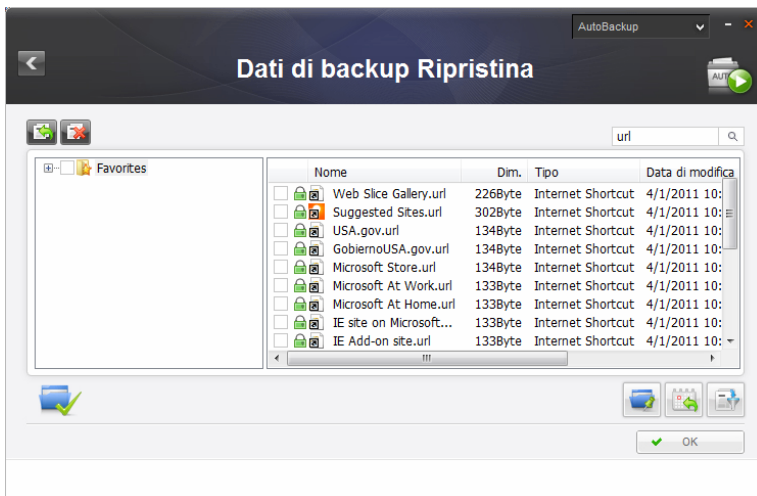 AutoBackup
Dati di backup Ripristina
AUT
url
Favorites
Nome Dim. Tipo Data di modifica
Web Slice Gallery.url 226Byte Internet Shortcut 4/1/2011 10:
Suggested Sites.url 302Byte Internet Shortcut 4/1/2011 10:
USA.gov.url 134Byte Internet Shortcut 4/1/2011 10:
GobiernoUSA.gov.url 134Byte Internet Shortcut 4/1/2011 10:
Microsoft Store.url 134Byte Internet Shortcut 4/1/2011 10:
Microsoft At Work.url 133Byte Internet Shortcut 4/1/2011 10:
Microsoft At Home.url 133Byte Internet Shortcut 4/1/2011 10:
IE site on Microsoft... 133Byte Internet Shortcut 4/1/2011 10:
IE Add-on site.url 133Byte Internet Shortcut 4/1/2011 10:
OK